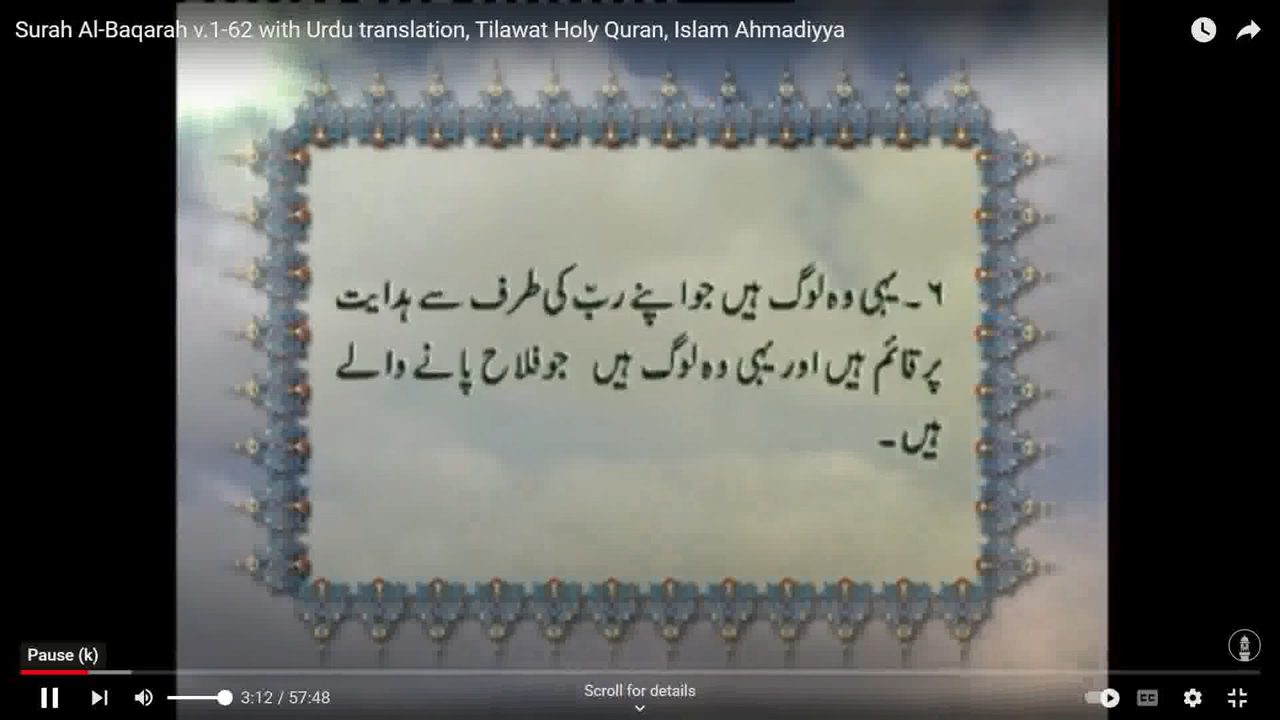 Surah Al-Baqarah v.1-62 with Urdu translation, Tilawat Holy Quran, Islam Ahmadiyya
۶۔ یہی وہ لوگ ہیں جو اپنے ربّ کی طرف سے ہدایت
پر قائم ہیں اور یہی وہ لوگ ہیں جو فلاح پانے والے
ہیں۔
Pause (k)
3:12 / 57:48
Scroll for details
CC